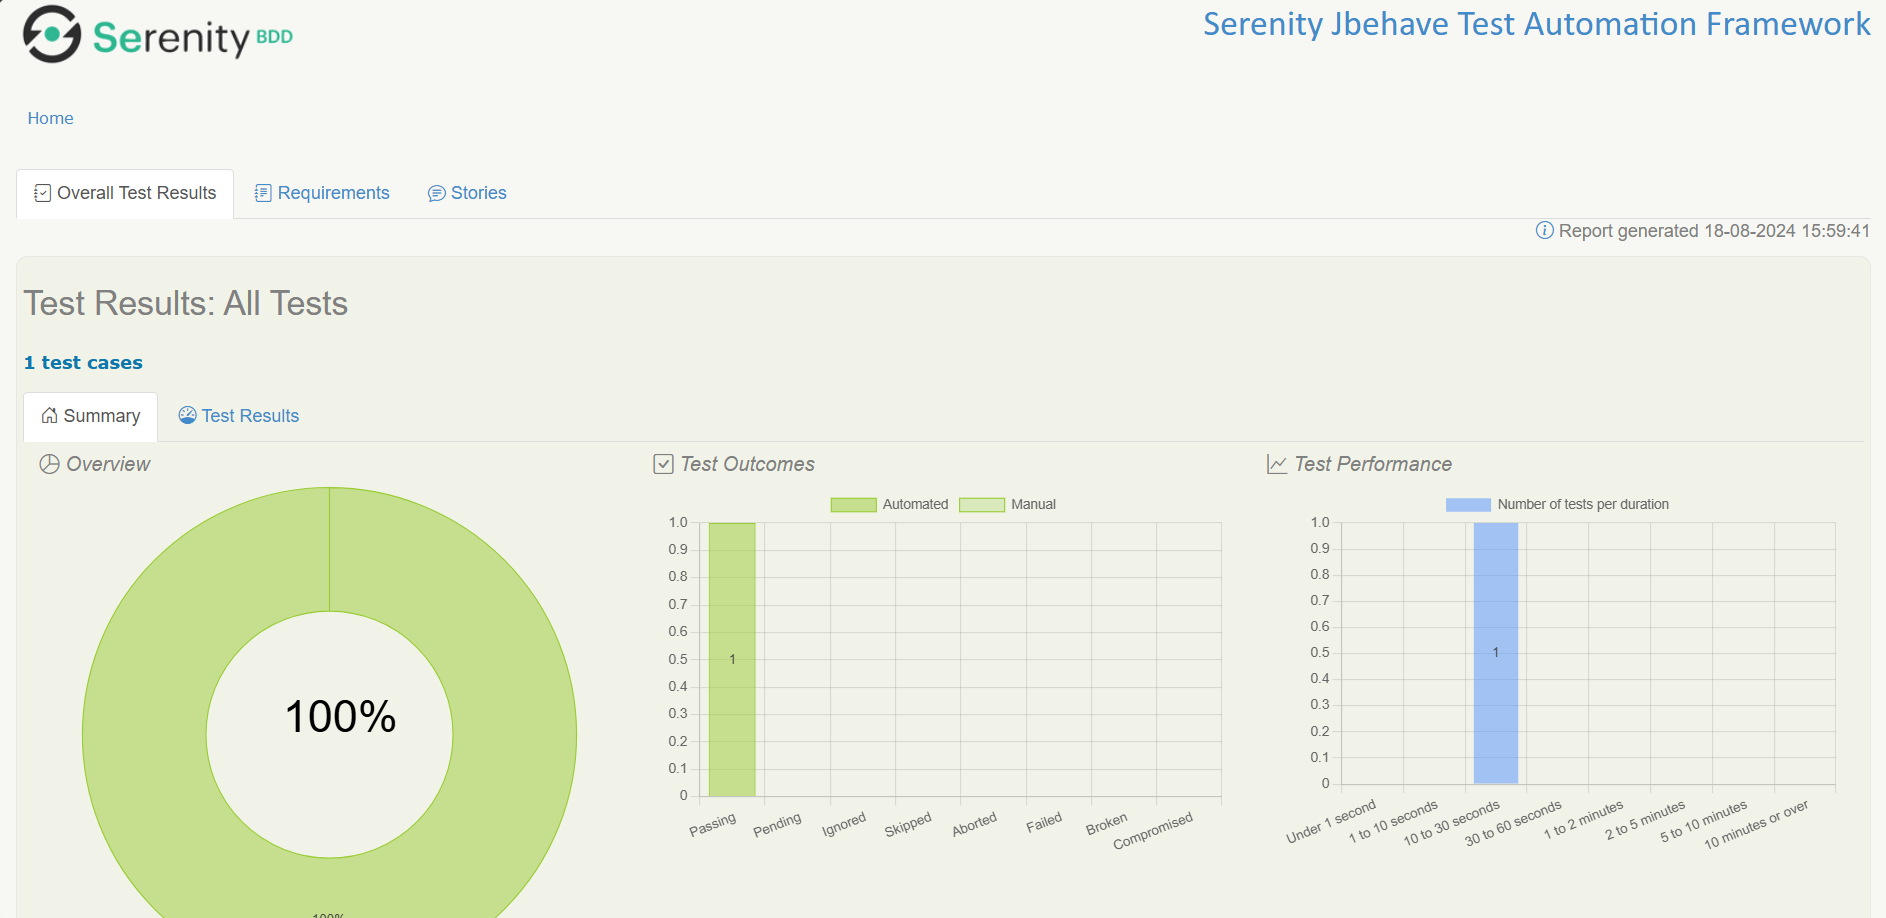 Serenity BDD
Serenity Jbehave Test Automation Framework
Home
Overall Test Results
Requirements
Stories
Report generated 18-08-2024 15:59:41
Test Results: All Tests
1 test cases
Summary
Test Results
Overview
100%
100%
Test Outcomes
Automated
Manual
1.0
0.9
0.8
0.7
0.6
0.5
0.4
0.3
0.2
0.1
0
1
Passing
Pending
Ignored
Skipped
Aborted
Failed
Broken
Compromised
Test Performance
Number of tests per duration
1.0
0.9
0.8
0.7
0.6
0.5
0.4
0.3
0.2
0.1
0
1
Under 1 second
1 to 10 seconds
10 to 30 seconds
30 to 60 seconds
1 to 2 minutes
2 to 5 minutes
5 to 10 minutes
10 minutes or over